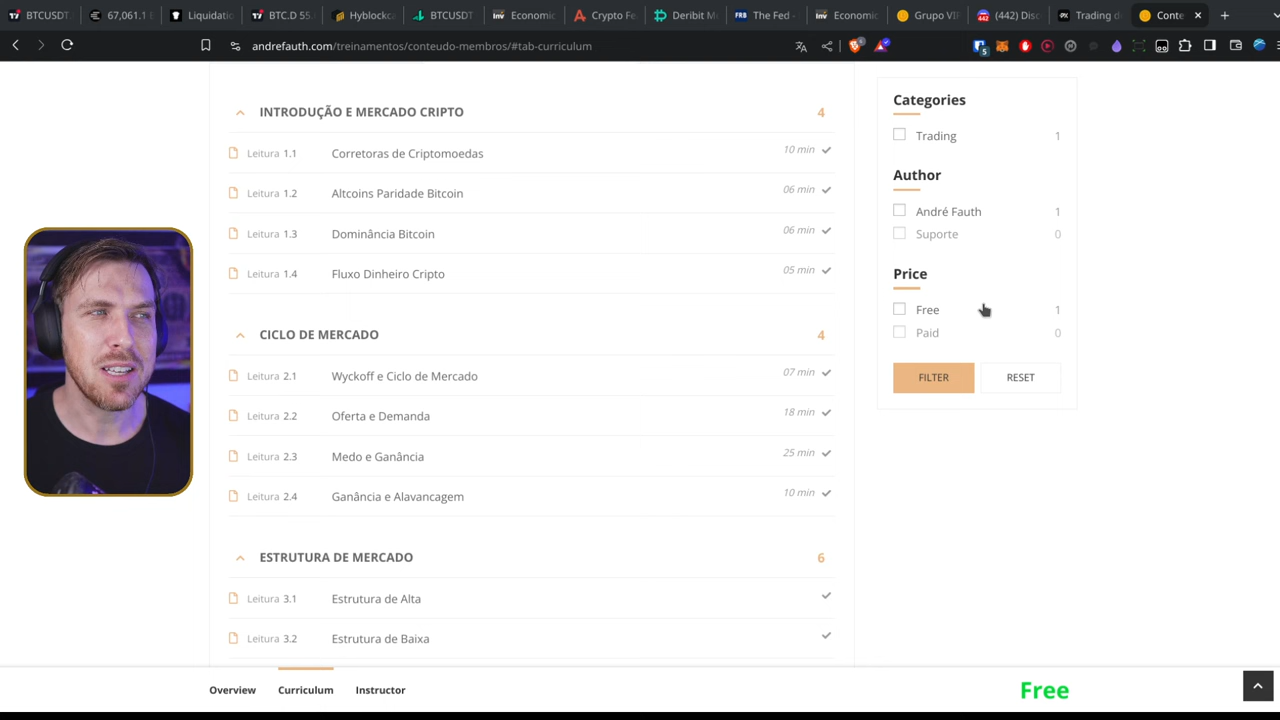 BTCUSDT
67,061.1 B
Liquidatio
BTC.D 55
Hyblockca
BTCUSDT
Economic
Crypto Fe
Deribit M
The Fed -
Economic
Grupo VIF
(442) Disc
Trading d
Conte
andrefauth.com/treinamentos/conteudo-membros/#tab-curriculum
INTRODUÇÃO E MERCADO CRIPTO 4
Leitura 1.1 Corretoras de Criptomoedas 10 min
Leitura 1.2 Altcoins Paridade Bitcoin 06 min
Leitura 1.3 Dominância Bitcoin 06 min
Leitura 1.4 Fluxo Dinheiro Cripto 05 min
CICLO DE MERCADO 4
Leitura 2.1 Wyckoff e Ciclo de Mercado 07 min
Leitura 2.2 Oferta e Demanda 18 min
Leitura 2.3 Medo e Ganância 25 min
Leitura 2.4 Ganância e Alavancagem 10 min
ESTRUTURA DE MERCADO 6
Leitura 3.1 Estrutura de Alta
Leitura 3.2 Estrutura de Baixa
Categories
Trading 1
Author
André Fauth 1
Suporte 0
Price
Free 1
Paid 0
FILTER RESET
Overview Curriculum Instructor
Free